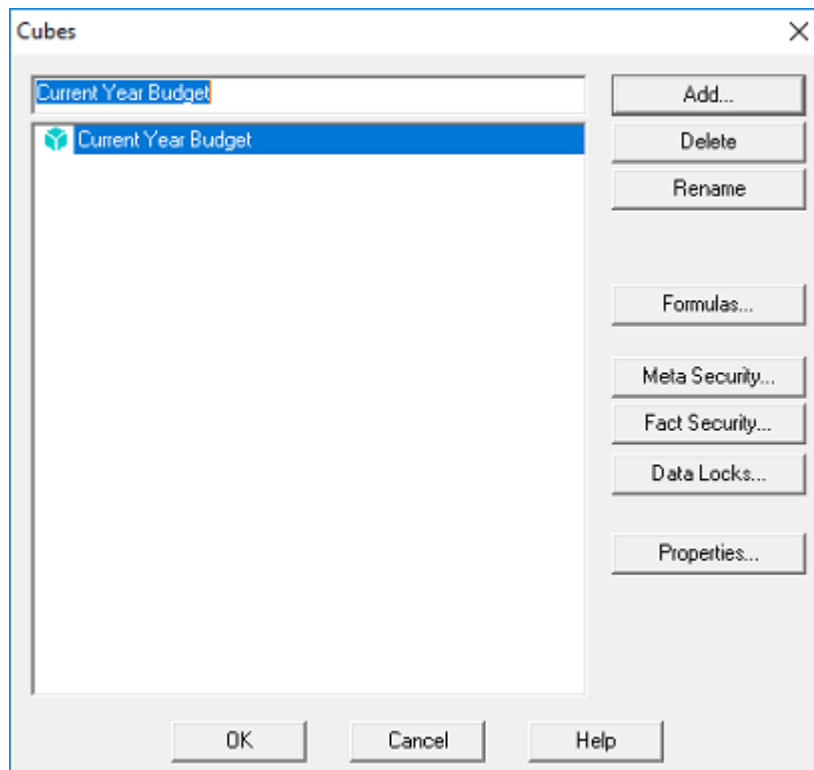 Cubes
Current Year Budget
Current Year Budget
Add...
Delete
Rename
Formulas...
Meta Security...
Fact Security...
Data Locks...
Properties...
OK
Cancel
Help